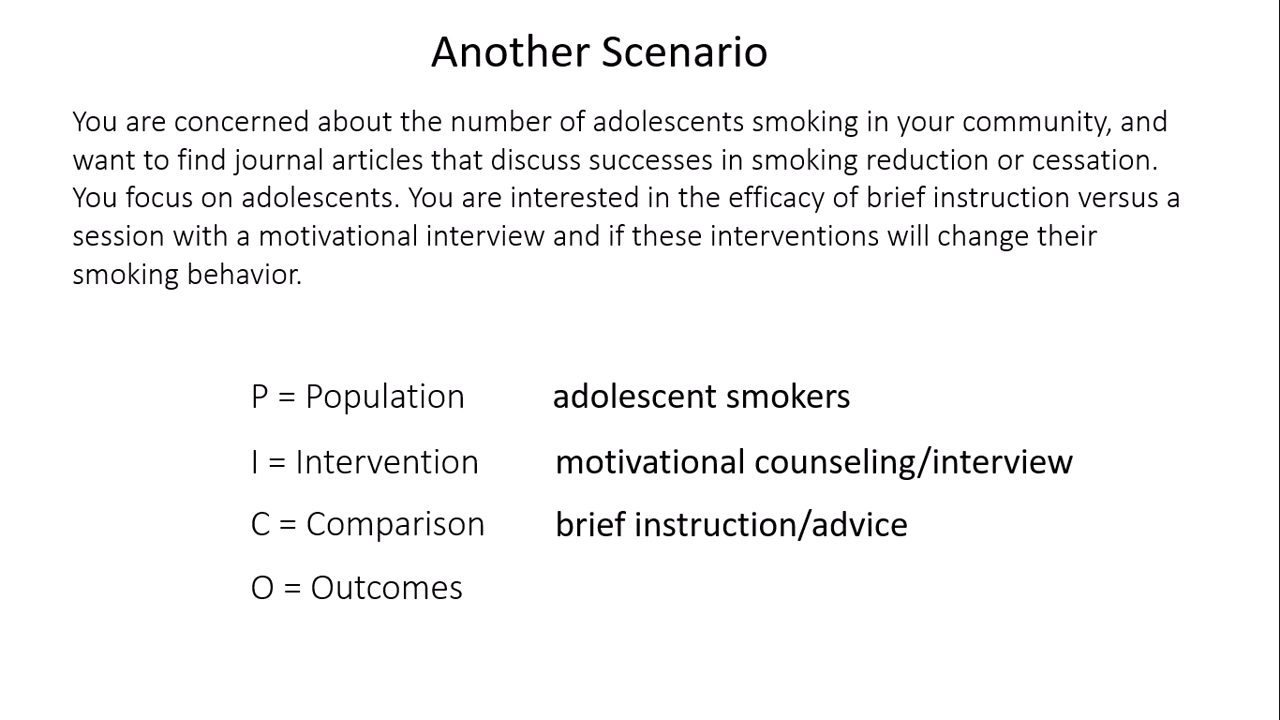 Another Scenario
You are concerned about the number of adolescents smoking in your community, and
want to find journal articles that discuss successes in smoking reduction or cessation.
You focus on adolescents. You are interested in the efficacy of brief instruction versus a
session with a motivational interview and if these interventions will change their
smoking behavior.
P = Population adolescent smokers
I = Intervention motivational counseling/interview
C = Comparison brief instruction/advice
O = Outcomes